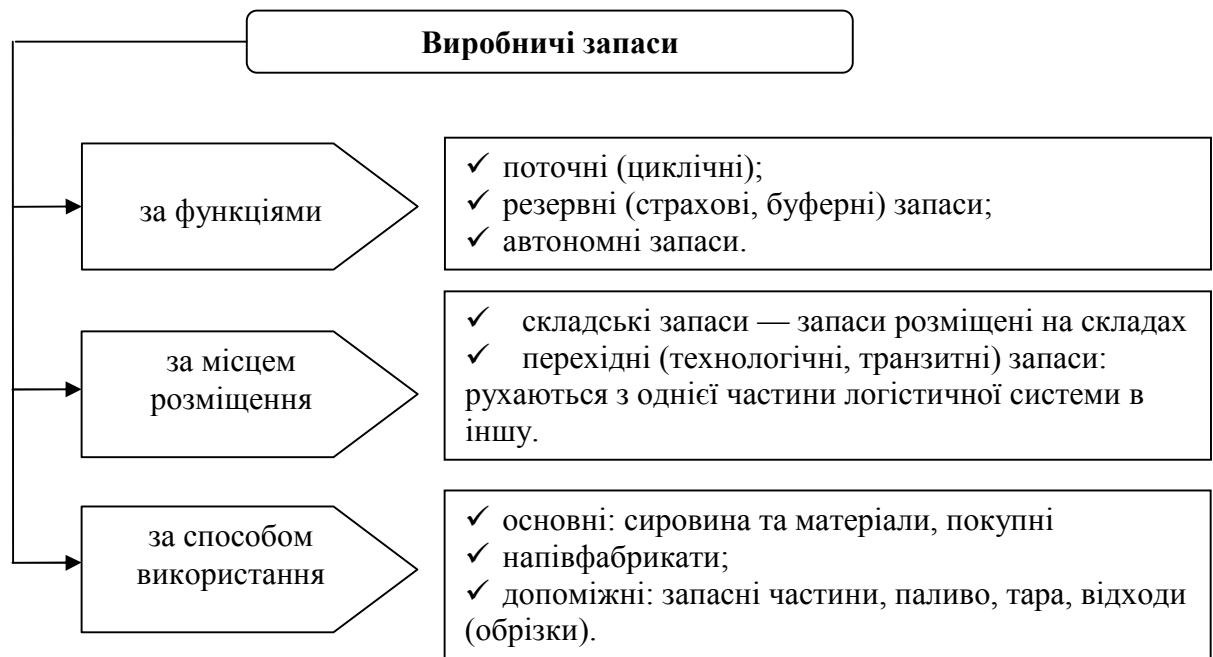 Виробничі запаси
за функціями
✓ поточні (циклічні);
✓ резервні (страхові, буферні) запаси;
✓ автономні запаси.
за місцем
розміщення
✓ складські запаси — запаси розміщені на складах
✓ перехідні (технологічні, транзитні) запаси:
рухаються з однієї частини логістичної системи в
іншу.
за способом
використання
✓ основні: сировина та матеріали, покупні
✓ напівфабрикати;
✓ допоміжні: запасні частини, паливо, тара, відходи
(обрізки).